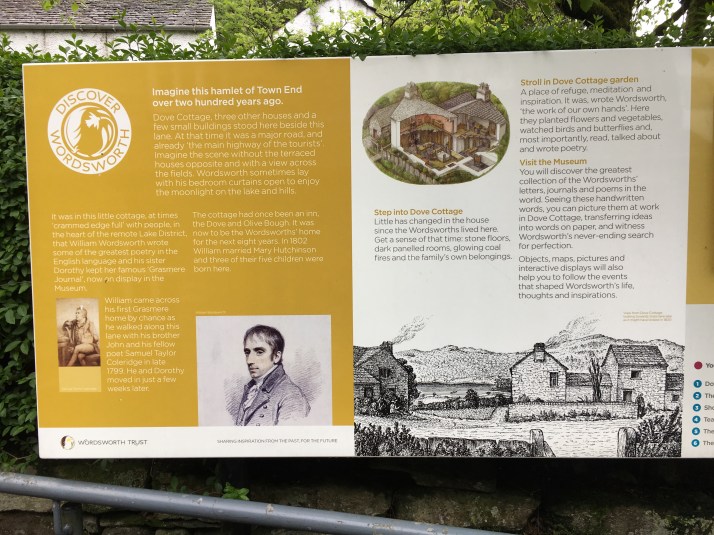 DISCOVER
WORDSWORTH
Imagine this hamlet of Town End
over two hundred years ago.
Dove Cottage, three other houses and a
few small buildings stood here beside this
lane. At that time it was a major road, and
already 'the main highway of the tourists'.
Imagine the scene without the terraced
houses opposite and with a view across
the fields. Wordsworth sometimes lay
with his bedroom curtains open to enjoy
the moonlight on the lake and hills.
It was in this little cottage, at times
'crammed edge full' with people, in
the heart of the remote Lake District,
that William Wordsworth wrote
some of the greatest poetry in the
English language and his sister
Dorothy kept her famous 'Grasmere
Journal', now on display in the
Museum.
William came across
his first Grasmere
home by chance as
he walked along this
lane with his brother
John and his fellow
poet Samuel Taylor
Coleridge in late
1799. He and Dorothy
moved in just a few
weeks later.
The cottage had once been an inn,
the Dove and Olive Bough. It was
now to be the Wordsworths' home
for the next eight years. In 1802
William married Mary Hutchinson
and three of their five children were
born here.
WORDSWORTH TRUST
SHARING INSPIRATION FROM THE PAST, FOR THE FUTURE
Step into Dove Cottage
Little has changed in the house
since the Wordsworths lived here.
Get a sense of that time: stone floors,
dark panelled rooms, glowing coal
fires and the family's own belongings.
Stroll in Dove Cottage garden
A place of refuge, meditation and
inspiration. It was, wrote Wordsworth,
'the work of our own hands'. Here
they planted flowers and vegetables,
watched birds and butterflies and,
most importantly, read, talked about
and wrote poetry.
Visit the Museum
You will discover the greatest
collection of the Wordsworths'
letters, journals and poems in the
world. Seeing these handwritten
words, you can picture them at work
in Dove Cottage, transferring ideas
into words on paper, and witness
Wordsworth's never-ending search
for perfection.
Objects, maps, pictures and
interactive displays will also
help you to follow the events
that shaped Wordsworth's life,
thoughts and inspirations.
Yo
1 Do
2 The
3 Sho
4 Tea
5 The
6 The